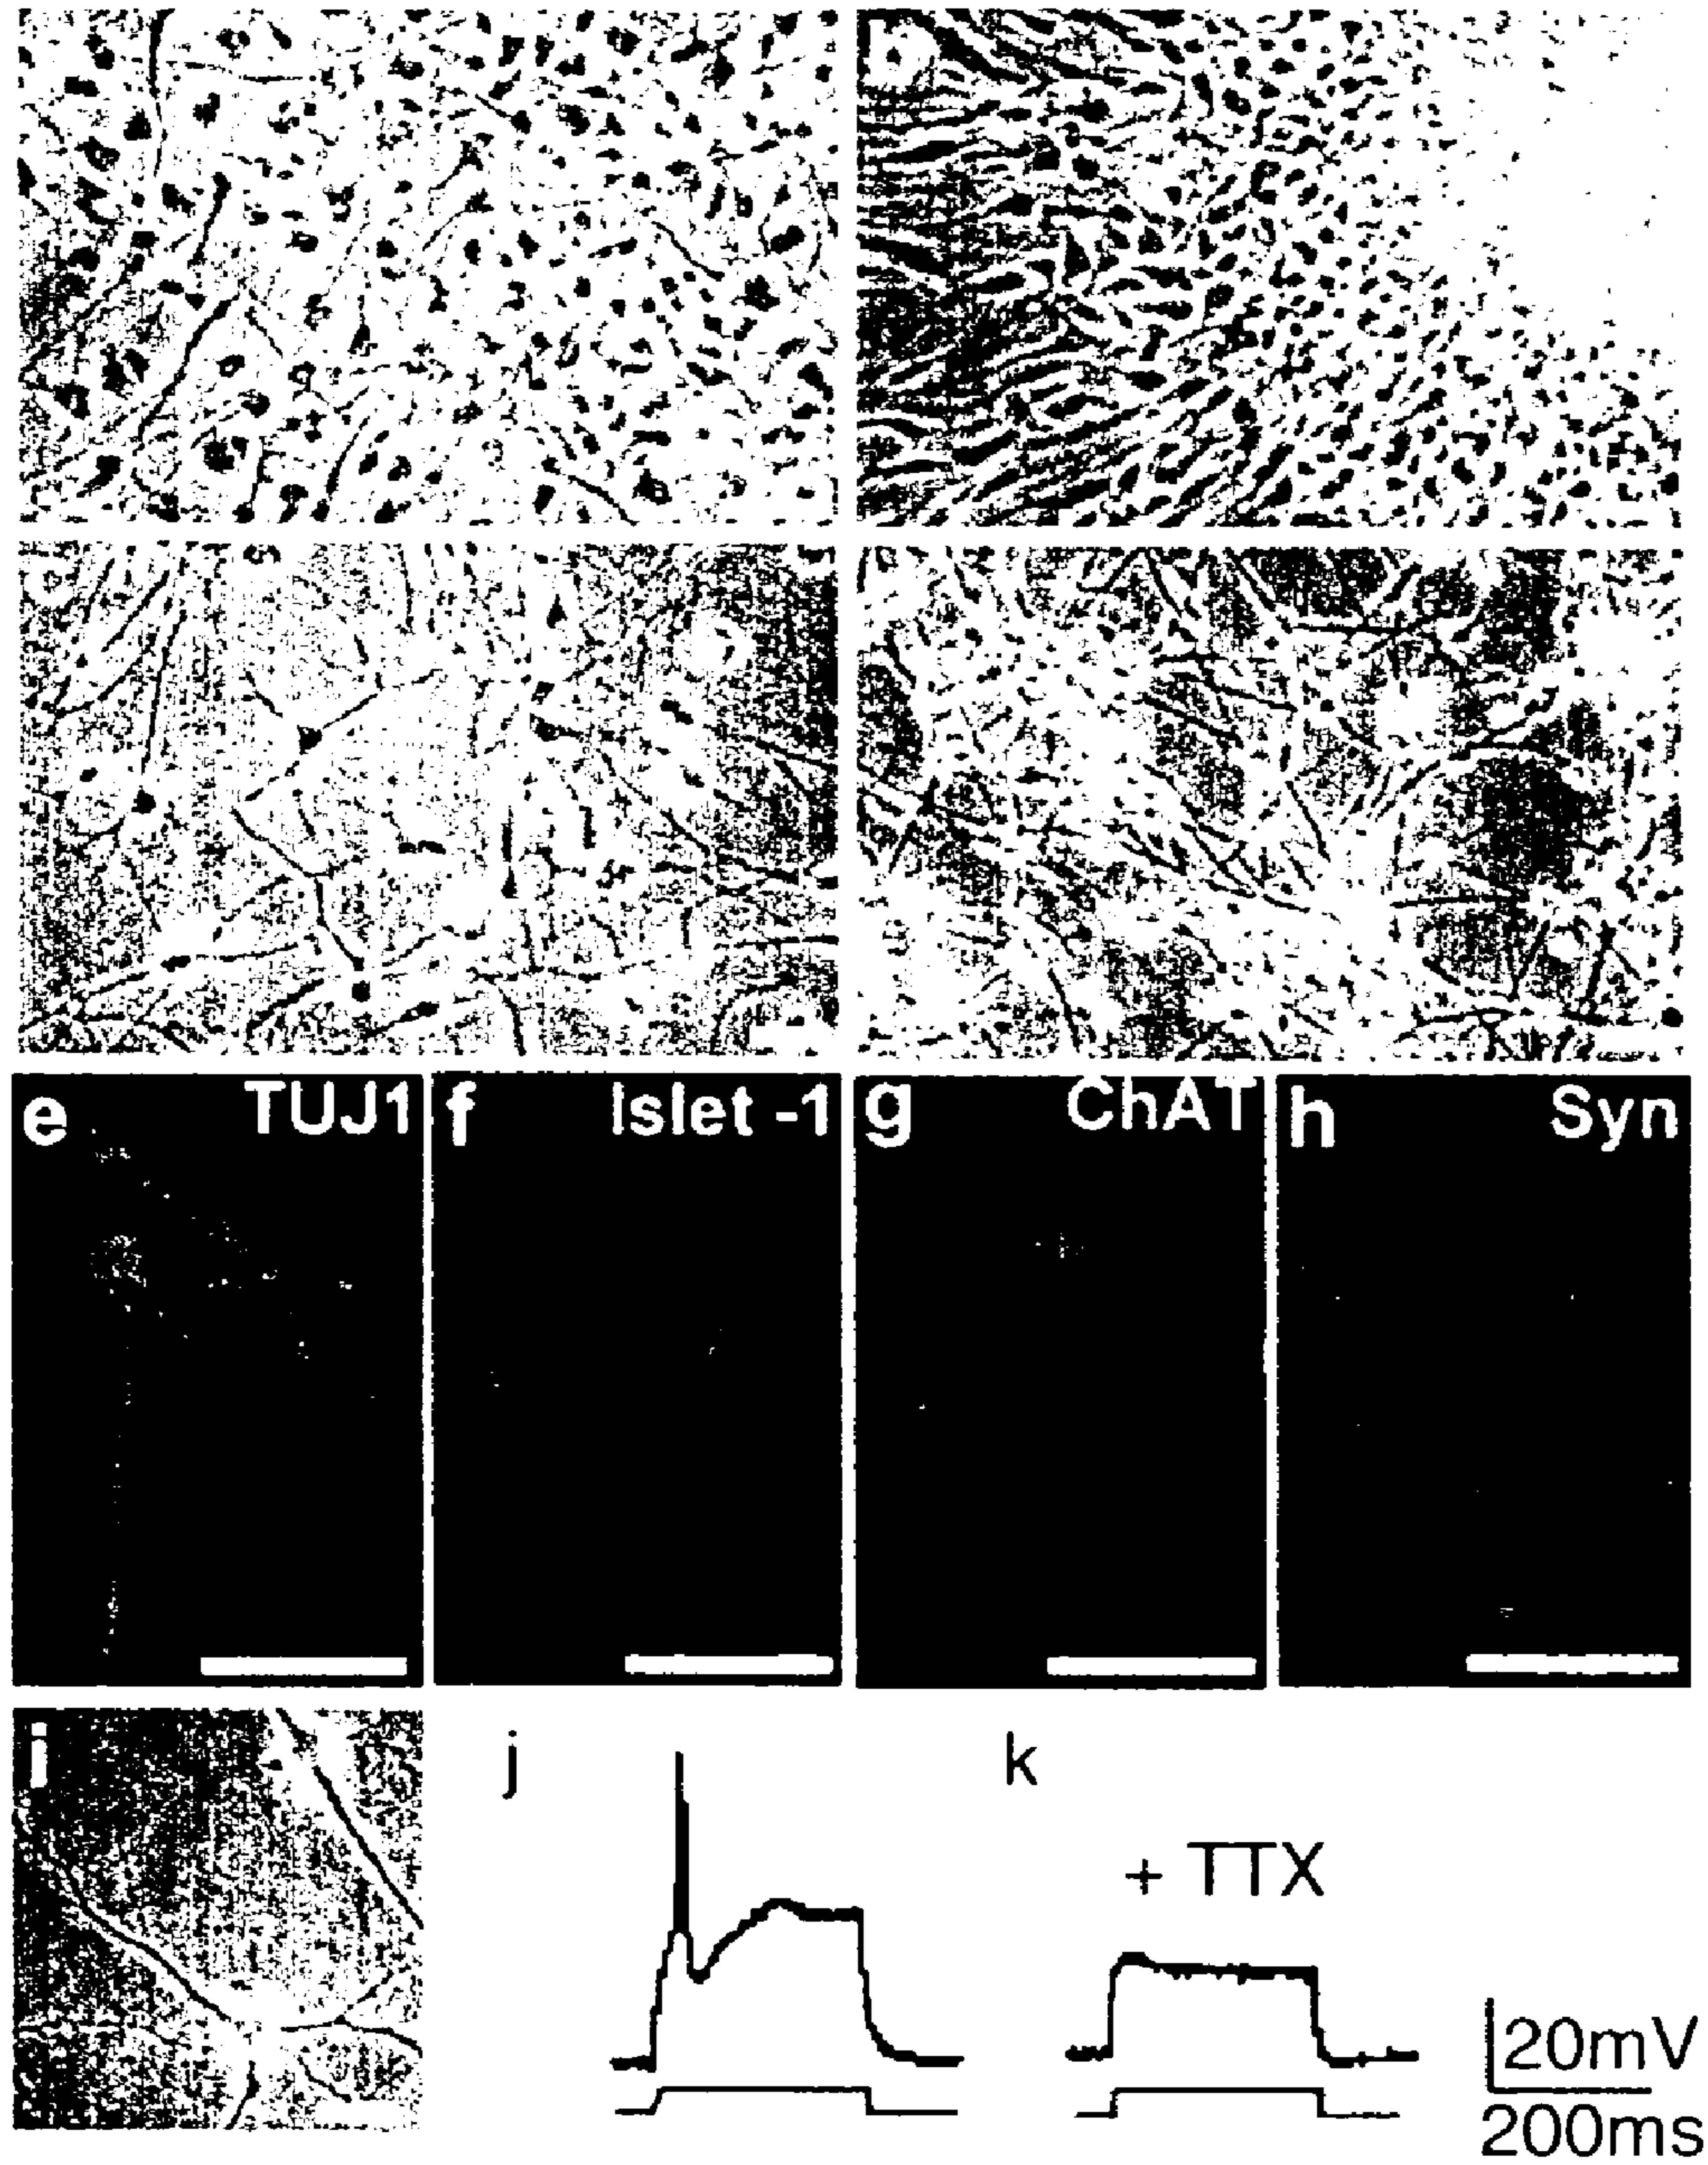 b
e TUJ1 f Islet -1 g ChAT h Syn
i j k
+ TTX
20mV
200ms